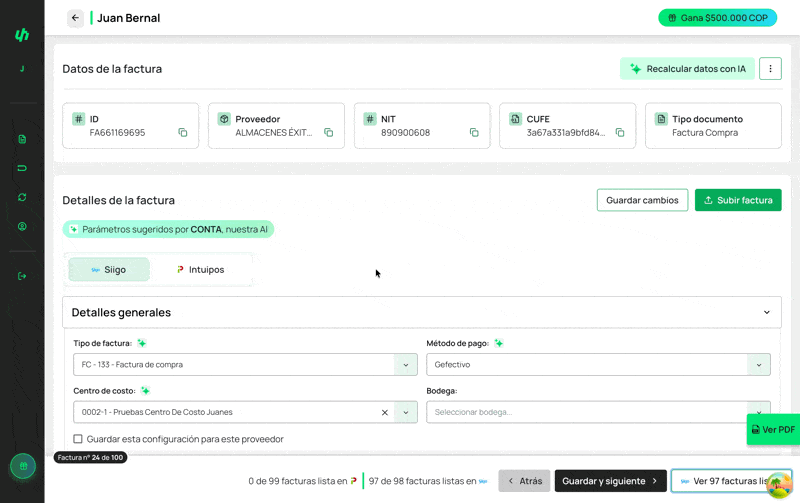 Juan Bernal
Gana $500.000 COP
J
Datos de la factura
Recalcular datos con IA
ID
FA661169695
Proveedor
ALMACENES ÉXIT...
NIT
890900608
CUFE
3a67a331a9bfd84...
Tipo documento
Factura Compra
Detalles de la factura
Guardar cambios
Subir factura
Parámetros sugeridos por CONTA, nuestra AI
Siigo
Intuipos
Detalles generales
Tipo de factura:
Método de pago:
FC - 133 - Factura de compra
Gefectivo
Centro de costo:
Bodega:
0002-1 - Pruebas Centro De Costo Juanes
Seleccionar bodega...
Guardar esta configuración para este proveedor
Ver PDF
Factura n° 24 de 100
0 de 99 facturas lista en
97 de 98 facturas listas en
Atrás
Guardar y siguiente
Ver 97 facturas lis